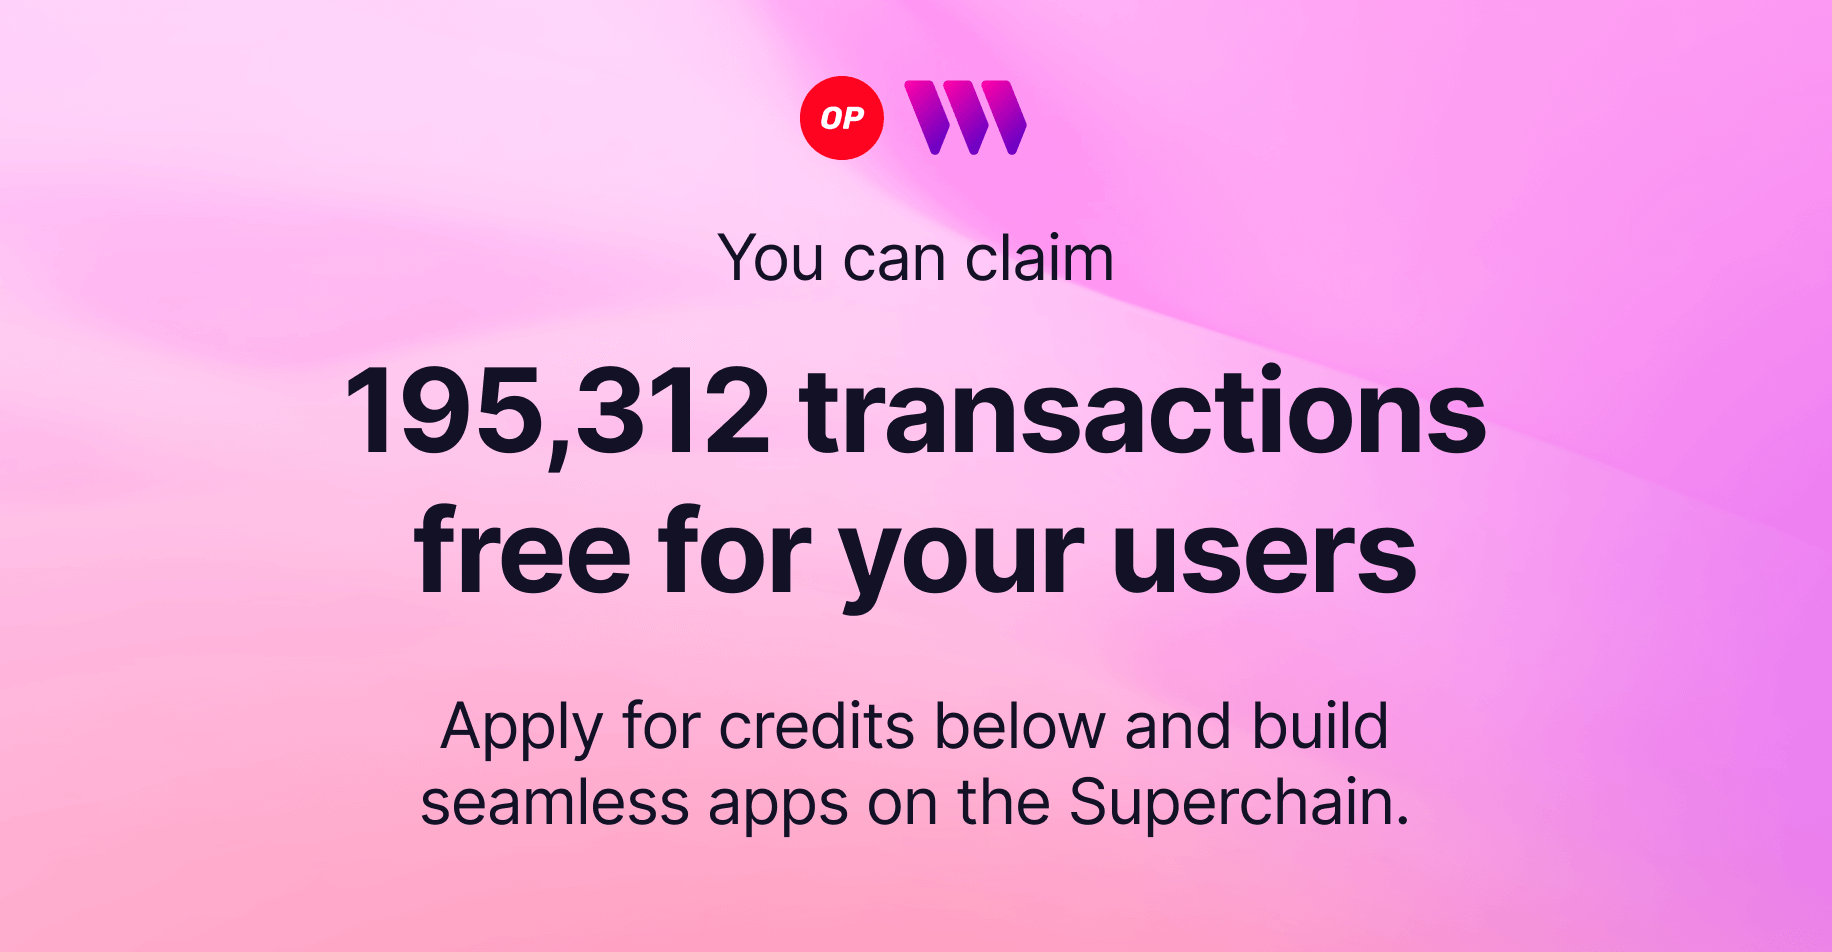 OP
You can claim
195,312 transactions
free for your users
Apply for credits below and build
seamless apps on the Superchain.